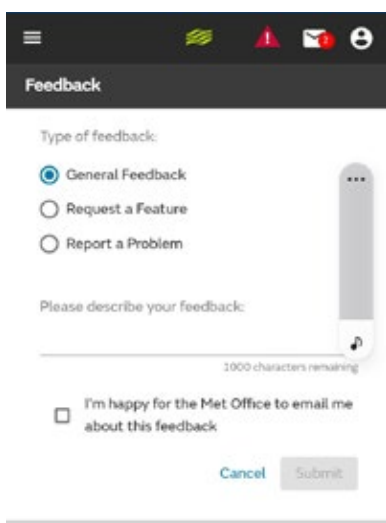 2
Feedback
Type of feedback:
General Feedback
Request a Feature
Report a Problem
Please describe your feedback:
1000 characters remaining
I'm happy for the Met Office to email me
about this feedback
Cancel Submit